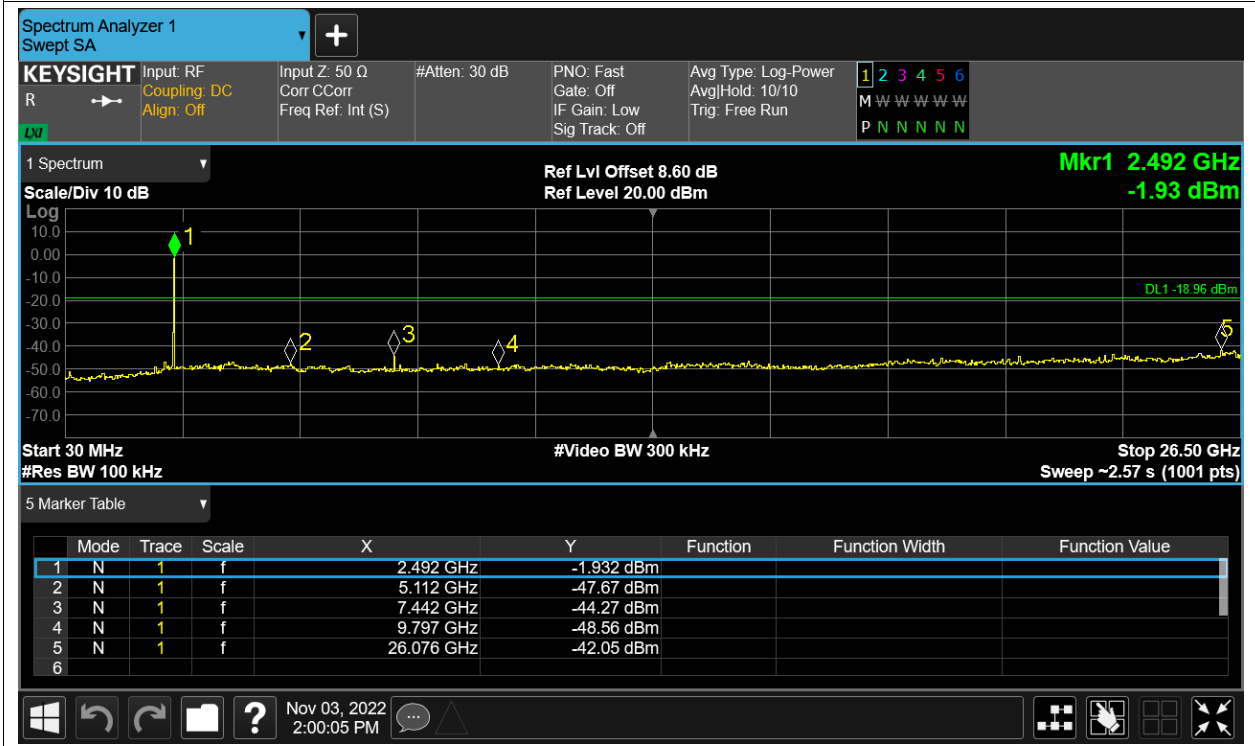 Spectrum Analyzer 1
Swept SA
KEYSIGHT
R
LXI
Input: RF
Coupling: DC
Align: Off
Input Z: 50 Ω
Corr CCorr
Freq Ref: Int (S)
#Atten: 30 dB
PNO: Fast
Gate: Off
IF Gain: Low
Sig Track: Off
Avg Type: Log-Power
Avg|Hold: 10/10
Trig: Free Run
1 2 3 4 5 6
M W W W W W
P N N N N N
1 Spectrum
Scale/Div 10 dB
Ref Lvl Offset 8.60 dB
Ref Level 20.00 dBm
Mkr1 2.492 GHz
-1.93 dBm
Log
10.0
0.00
-10.0
-20.0
-30.0
-40.0
-50.0
-60.0
-70.0
1
2
3
4
5
DL1 -18.96 dBm
Start 30 MHz
#Res BW 100 kHz
#Video BW 300 kHz
Stop 26.50 GHz
Sweep ~2.57 s (1001 pts)
5 Marker Table
Mode Trace Scale X Y Function Function Width Function Value
1 N 1 f 2.492 GHz -1.932 dBm
2 N 1 f 5.112 GHz -47.67 dBm
3 N 1 f 7.442 GHz -44.27 dBm
4 N 1 f 9.797 GHz -48.56 dBm
5 N 1 f 26.076 GHz -42.05 dBm
6
?
Nov 03, 2022
2:00:05 PM